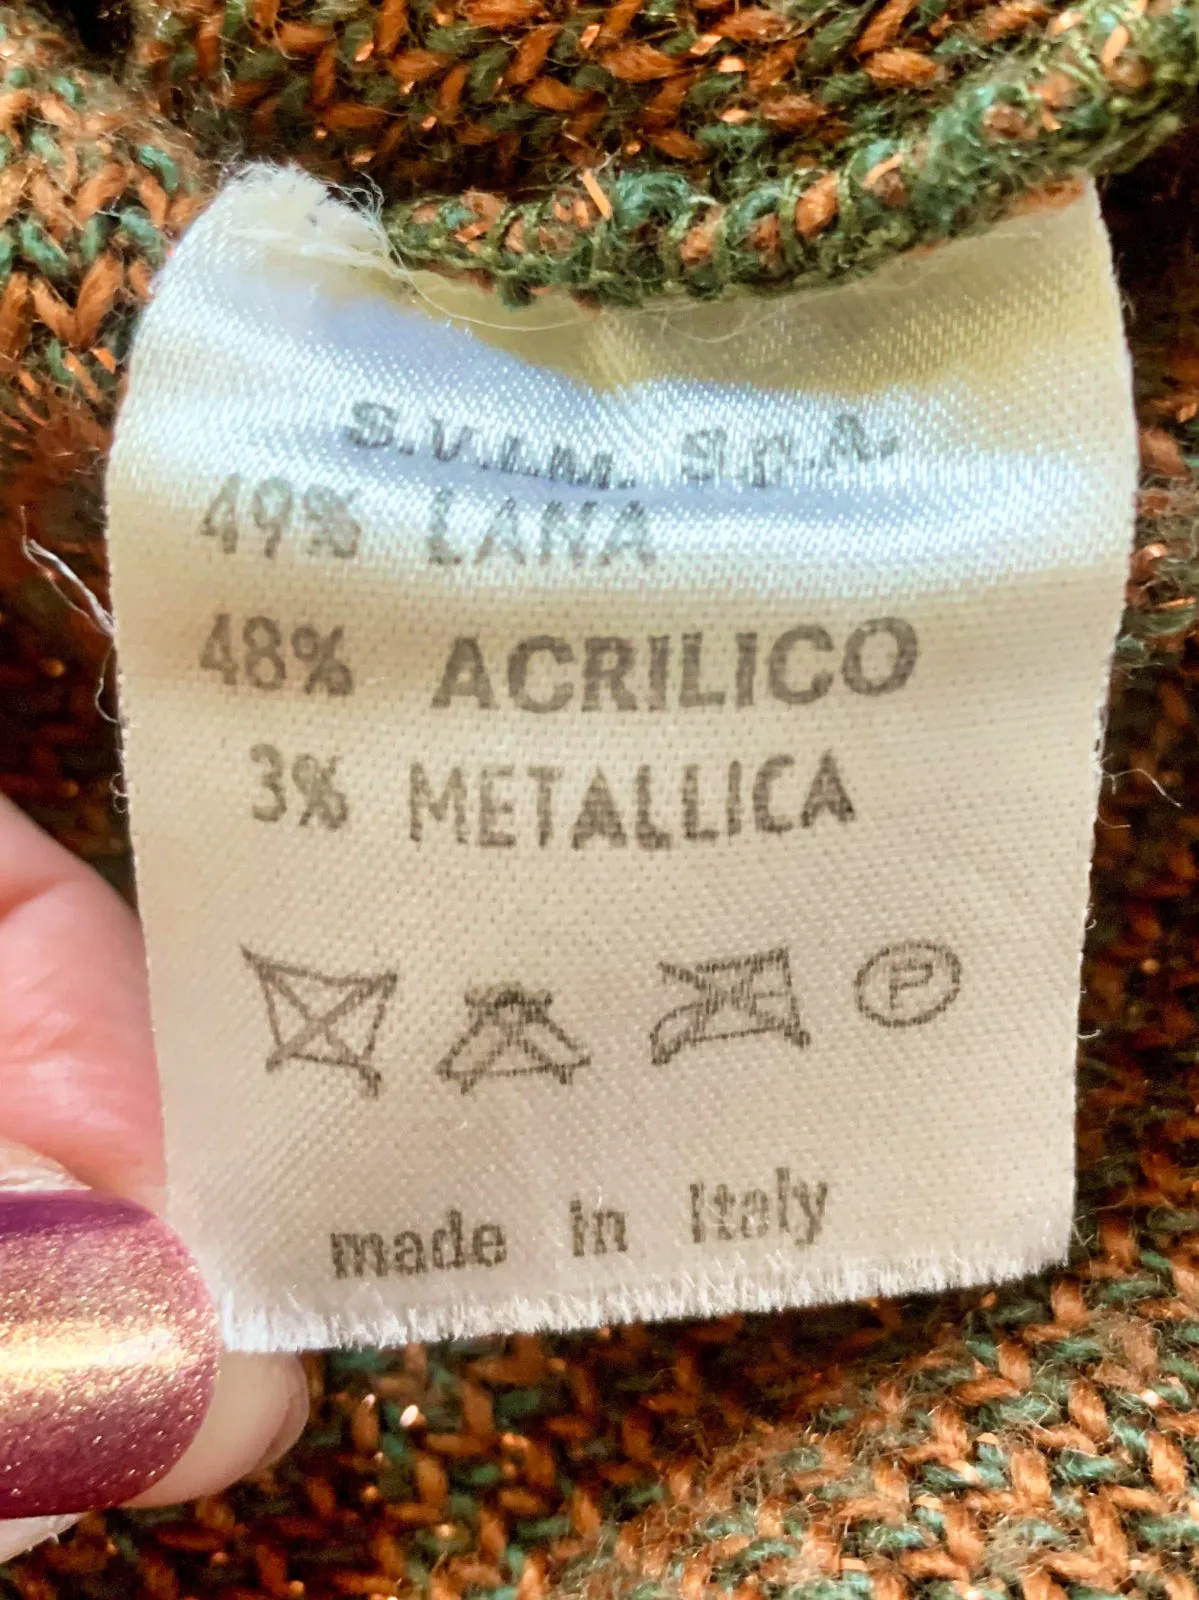 S.V.I.M. S.p.A.
49% LANA
48% ACRILICO
3% METALLICA
P
made in Italy